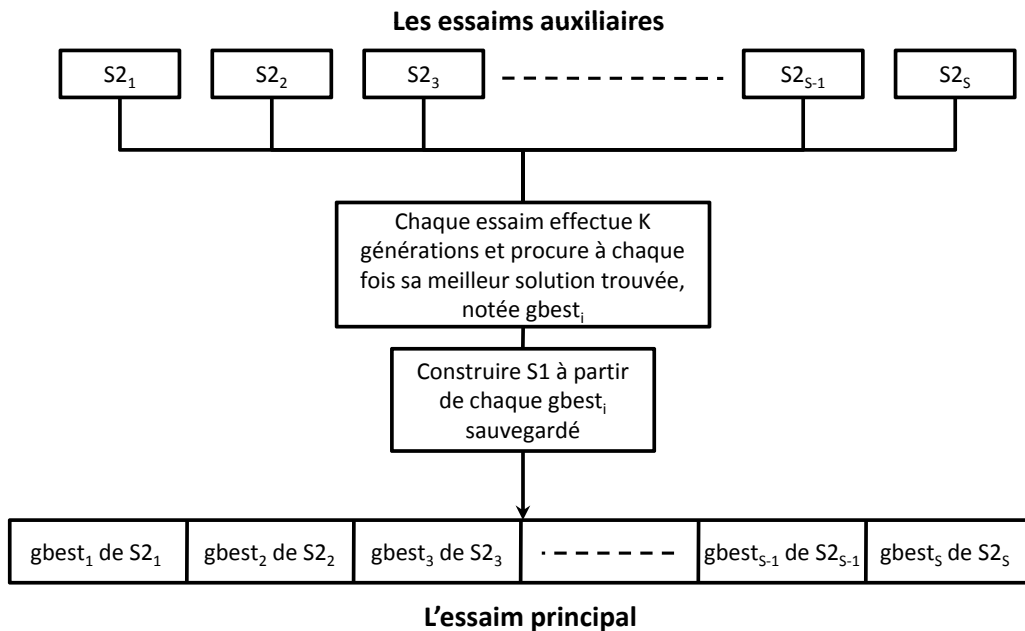 Les essaims auxiliaires
S2₁ S2₂ S2₃ S2S-1 S2S
Chaque essaim effectue K
générations et procure à chaque
fois sa meilleur solution trouvée,
notée gbestᵢ
Construire S1 à partir
de chaque gbestᵢ
sauvegardé
gbest₁ de S2₁ gbest₂ de S2₂ gbest₃ de S2₃ gbestS-1 de S2S-1 gbestS de S2S
L'essaim principal